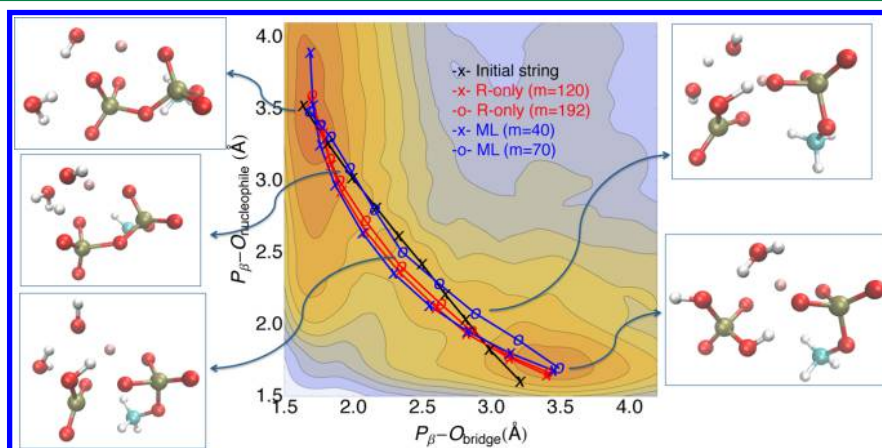 4.0
3.5
3.0
2.5
2.0
1.5
Pβ−Onucleophile(Å)
-x- Initial string
-x- R-only (m=120)
-o- R-only (m=192)
-x- ML (m=40)
-o- ML (m=70)
1.5 2.0 2.5 3.0 3.5 4.0
Pβ−Obridge(Å)